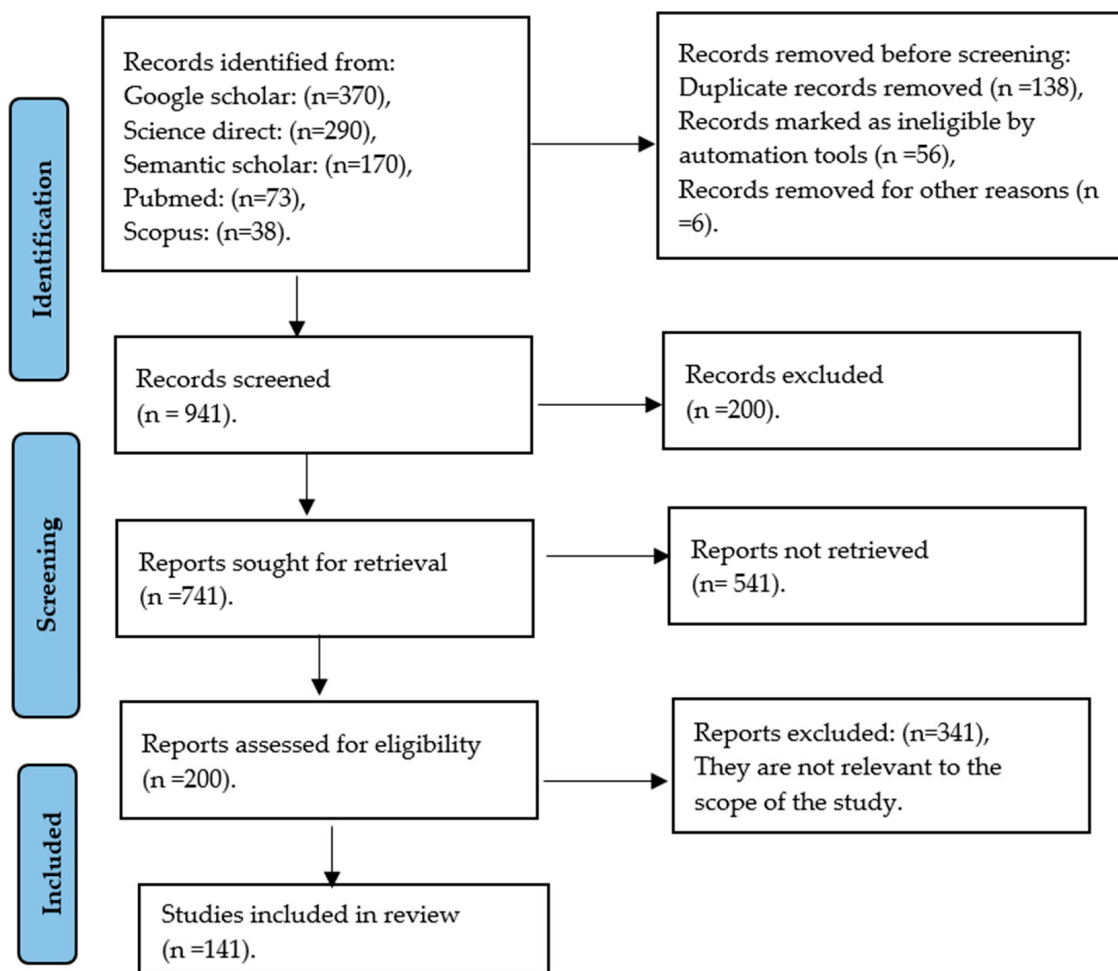 Identification
Records identified from:
Google scholar: (n=370),
Science direct: (n=290),
Semantic scholar: (n=170),
Pubmed: (n=73),
Scopus: (n=38).
Records removed before screening:
Duplicate records removed (n =138),
Records marked as ineligible by
automation tools (n =56),
Records removed for other reasons (n
=6).
Records screened
(n = 941).
Records excluded
(n =200).
Screening
Reports sought for retrieval
(n =741).
Reports not retrieved
(n= 541).
Reports assessed for eligibility
(n =200).
Reports excluded: (n=341),
They are not relevant to the
scope of the study.
Included
Studies included in review
(n =141).